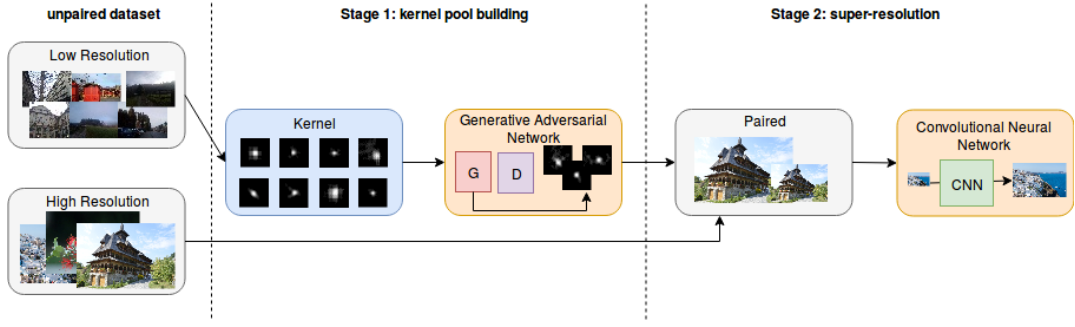 unpaired dataset
Stage 1: kernel pool building
Stage 2: super-resolution
Low Resolution
High Resolution
Kernel
Generative Adversarial
Network
G
D
Paired
Convolutional Neural
Network
CNN